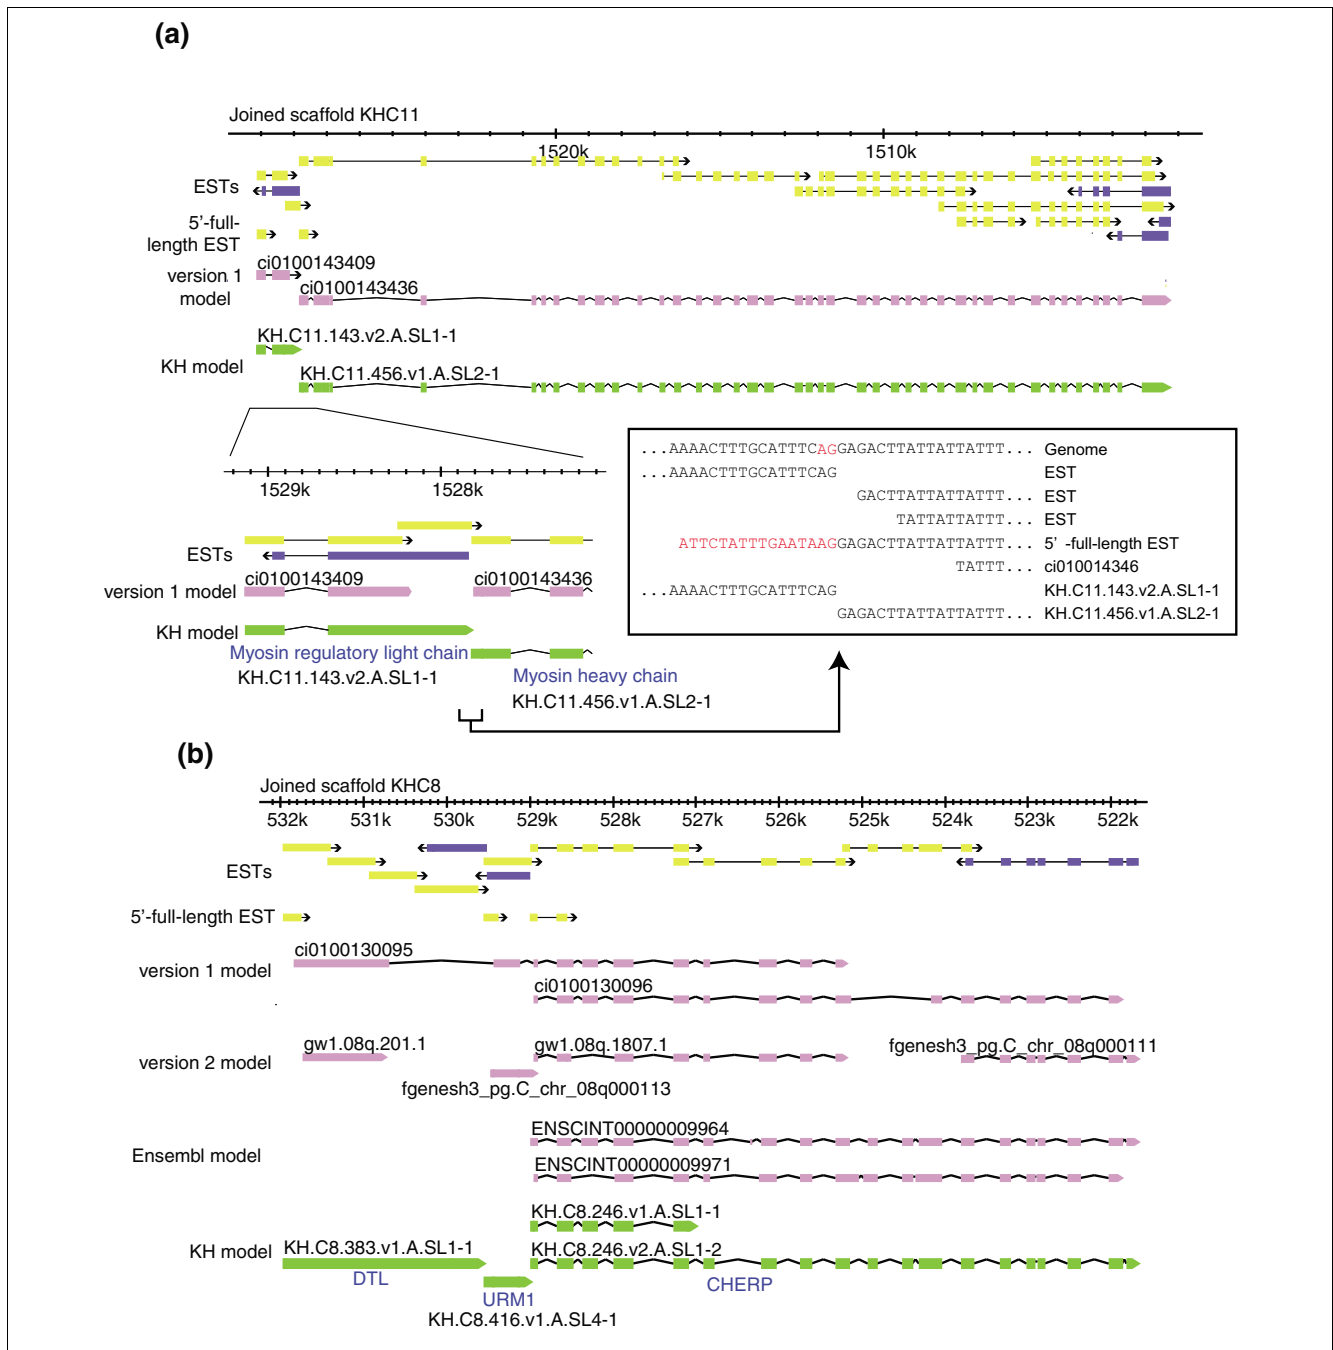 (a)
Joined scaffold KHC11
1520k
1510k
ESTs
5'-full-
length EST
ci0100143409
version 1
model
ci0100143436
KH.C11.143.v2.A.SL1-1
KH model
KH.C11.456.v1.A.SL2-1
1529k
1528k
ESTs
ci0100143409
ci0100143436
version 1 model
KH model
Myosin regulatory light chain
KH.C11.143.v2.A.SL1-1
Myosin heavy chain
KH.C11.456.v1.A.SL2-1
...AAAACTTTGCATTTCAGGAGACTTATTATTATTT... Genome
...AAAACTTTGCATTTCAG EST
GACTTATTATTATTT... EST
TATTATTATTT... EST
ATTCTATTTGAATAAGGAGACTTATTATTATTT... 5' -full-length EST
TATTT... ci010014346
...AAAACTTTGCATTTCAG KH.C11.143.v2.A.SL1-1
GAGACTTATTATTATTT... KH.C11.456.v1.A.SL2-1
(b)
Joined scaffold KHC8
532k 531k 530k 529k 528k 527k 526k 525k 524k 523k 522k
ESTs
5'-full-length EST
ci0100130095
version 1 model
ci0100130096
gw1.08q.201.1
gw1.08q.1807.1
fgenesh3_pg.C_chr_08q000111
version 2 model
fgenesh3_pg.C_chr_08q000113
ENSCINT00000009964
Ensembl model
ENSCINT00000009971
KH.C8.246.v1.A.SL1-1
KH model
KH.C8.383.v1.A.SL1-1
KH.C8.246.v2.A.SL1-2
DTL
CHERP
URM1
KH.C8.416.v1.A.SL4-1